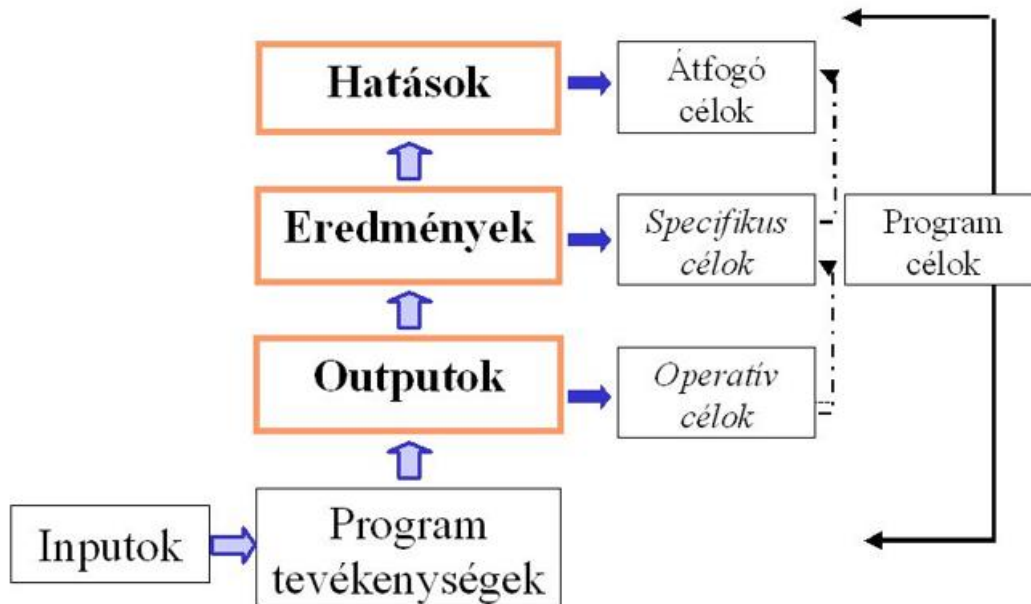 Hatások
Átfogó
célok
Eredmények
Specifikus
célok
Program
célok
Outputok
Operatív
célok
Inputok
Program
tevékenységek